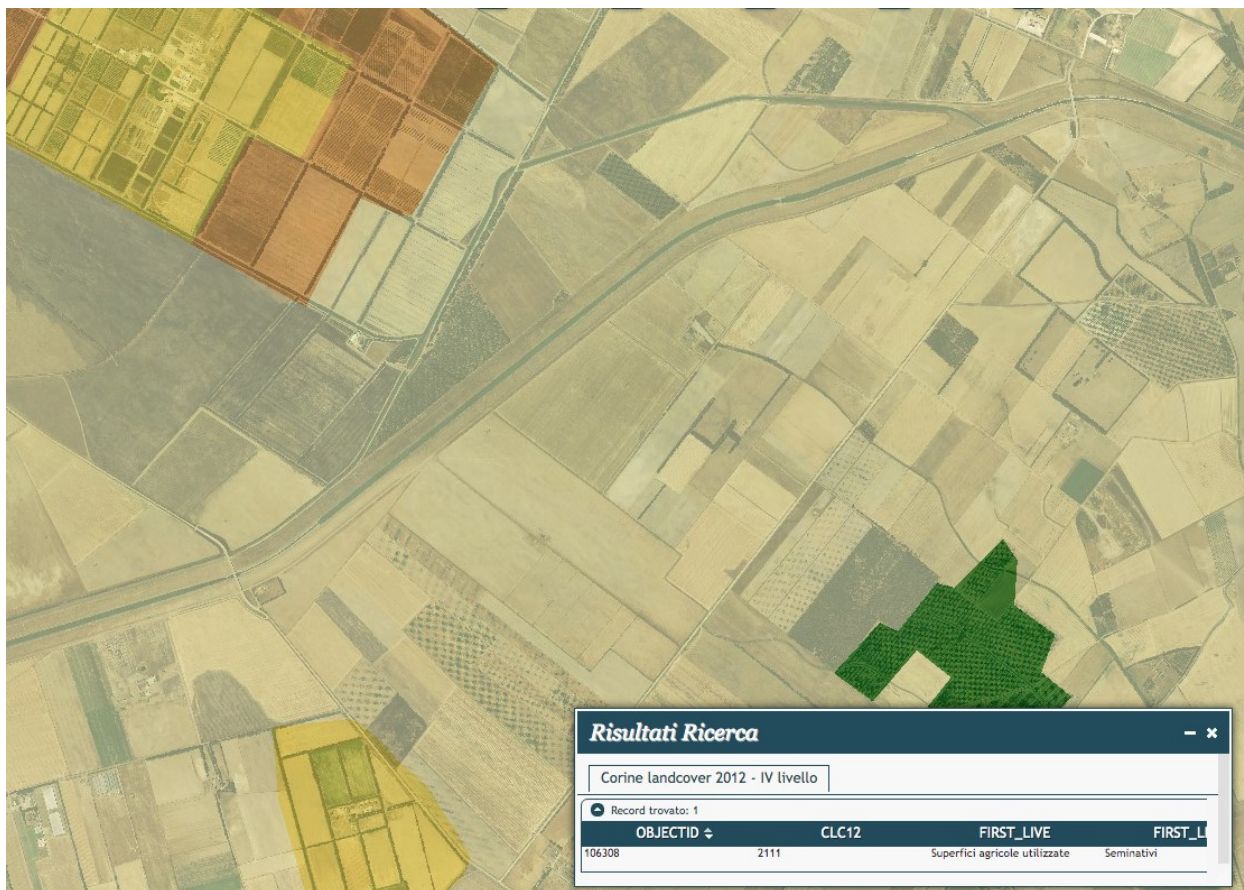 Risultati Ricerca
Corine landcover 2012 - IV livello
Record trovato: 1
OBJECTID CLC12 FIRST_LIVE
106308 2111 Superfici agricole utilizzate Seminativi